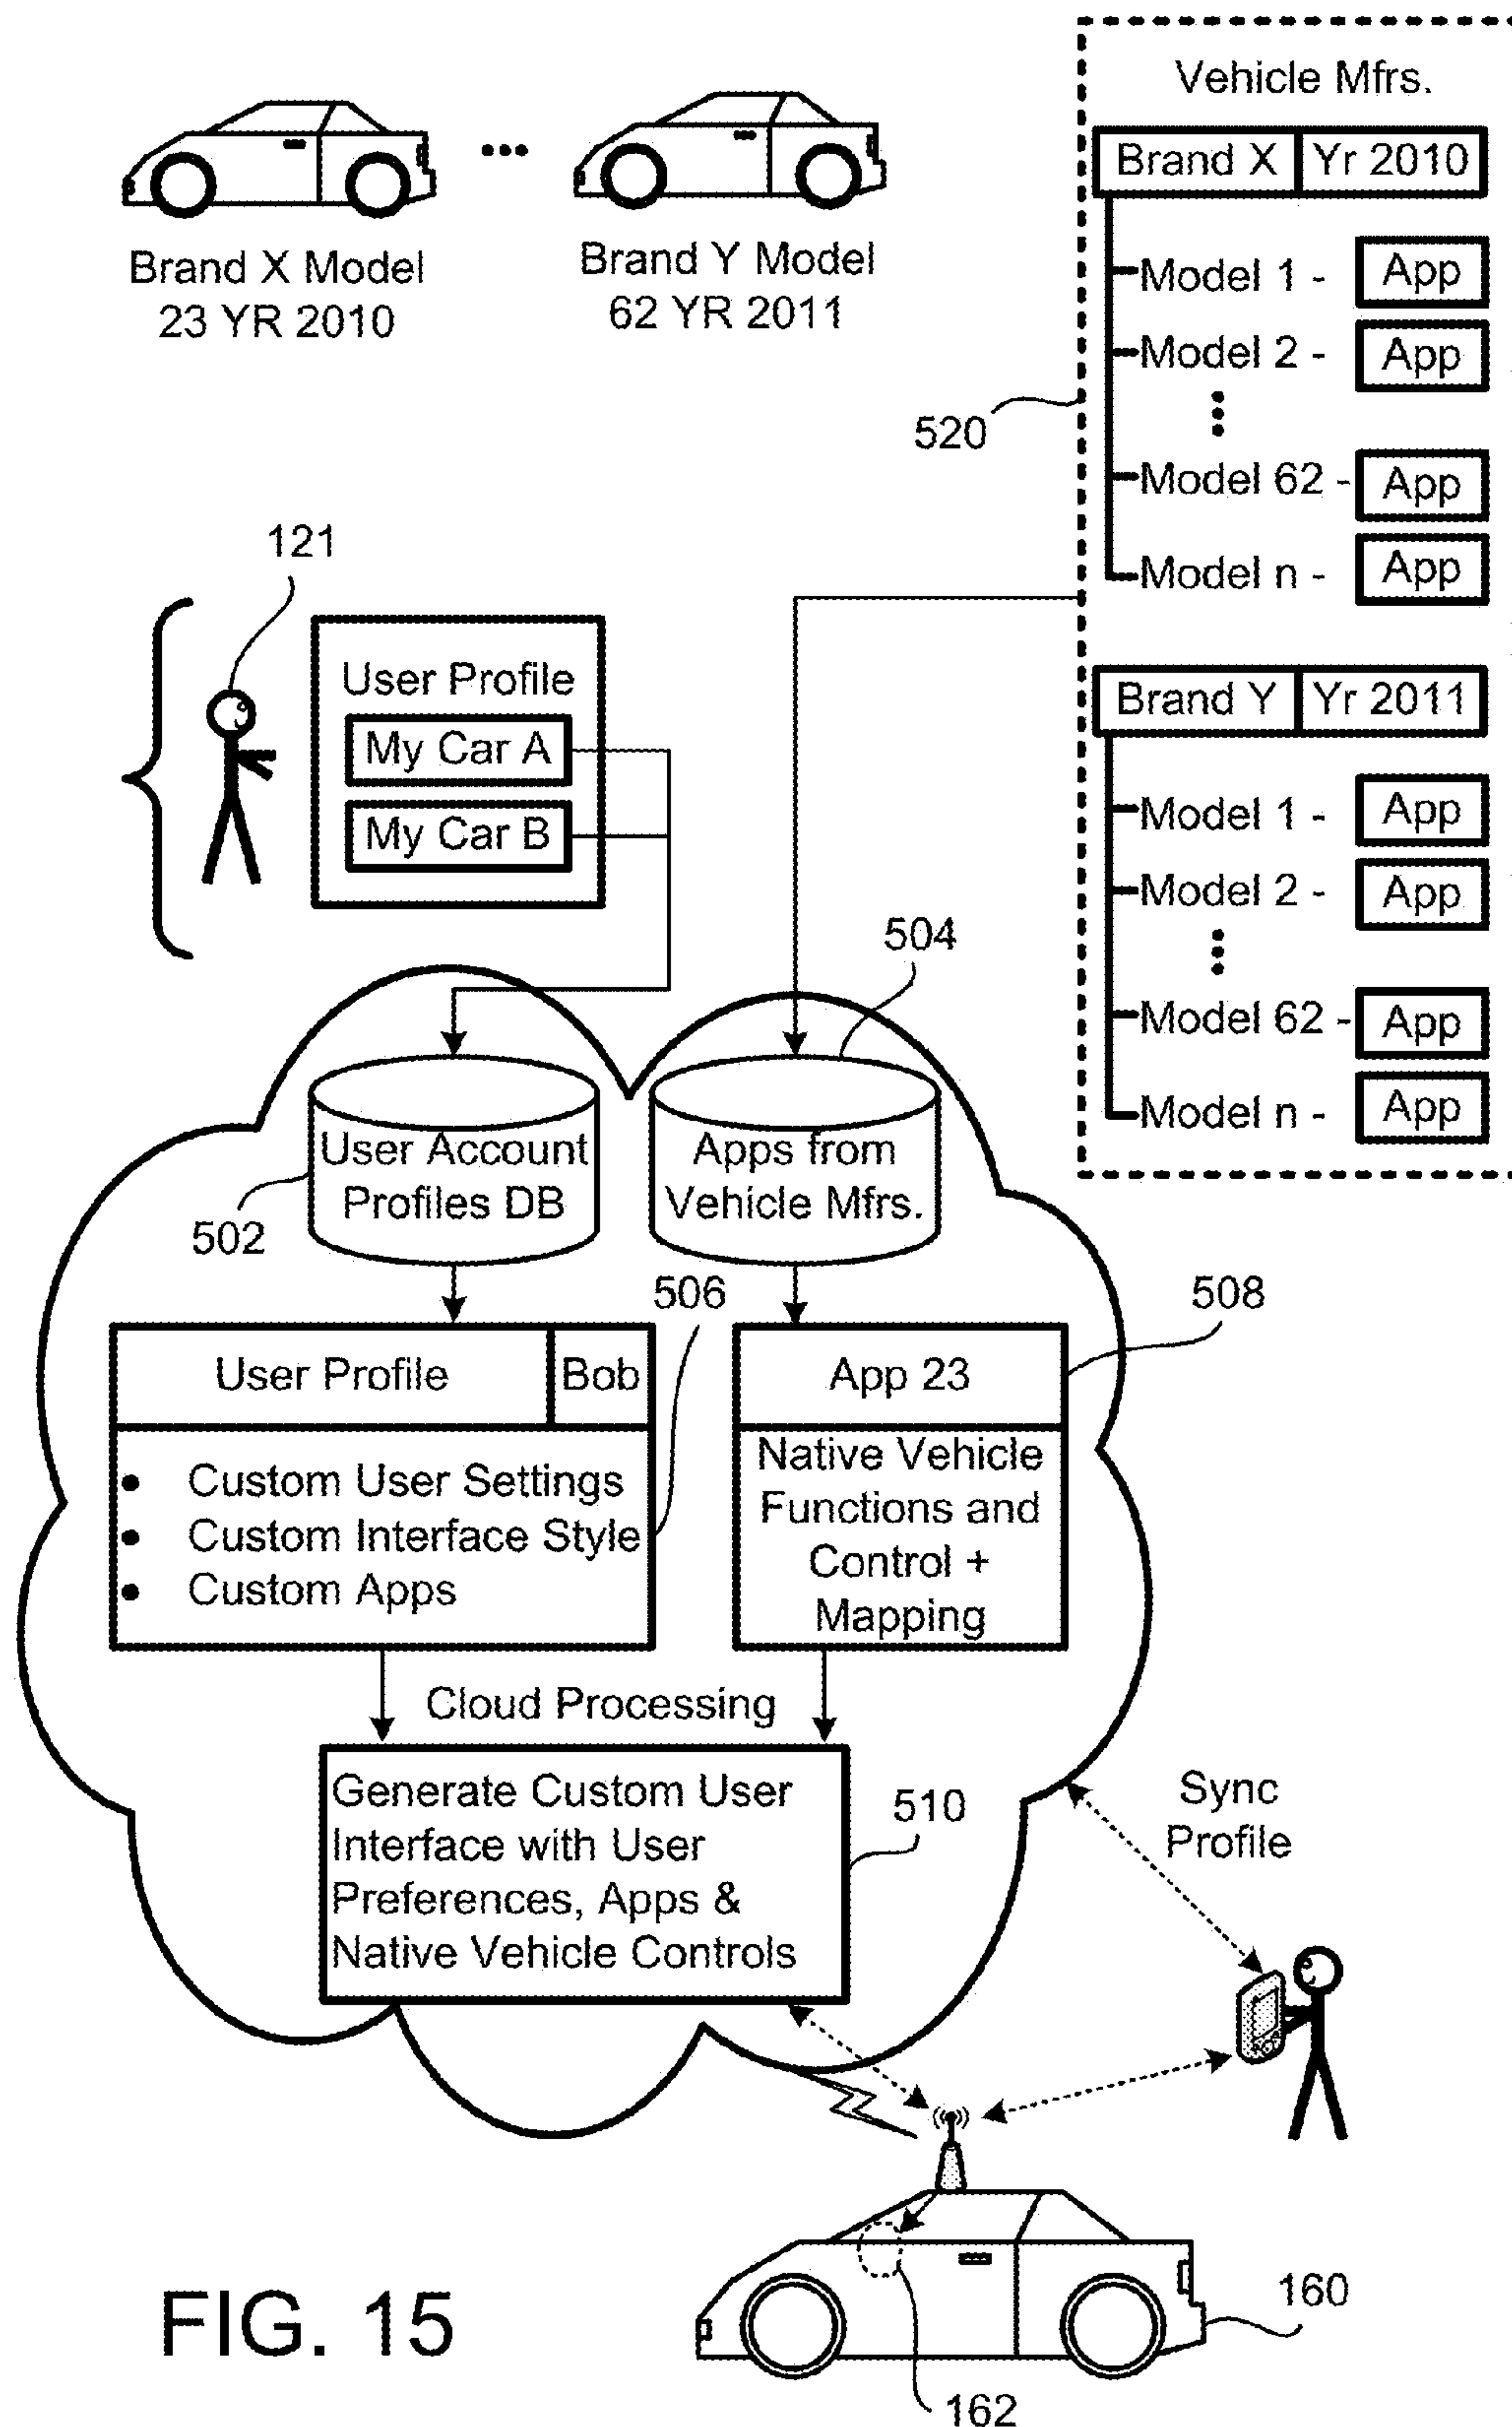 Vehicle Mfrs.
Brand X Yr 2010
Model 1 - App
Model 2 - App
Model 62 - App
Model n - App
Brand Y Yr 2011
Model 1 - App
Model 2 - App
Model 62 - App
Model n - App
520
Brand X Model
23 YR 2010
Brand Y Model
62 YR 2011
121
User Profile
My Car A
My Car B
504
User Account
Profiles DB
502
Apps from
Vehicle Mfrs.
506
508
User Profile Bob
• Custom User Settings
• Custom Interface Style
• Custom Apps
App 23
Native Vehicle
Functions and
Control +
Mapping
Cloud Processing
Generate Custom User
Interface with User
Preferences, Apps &
Native Vehicle Controls
510
Sync
Profile
160
162
FIG. 15